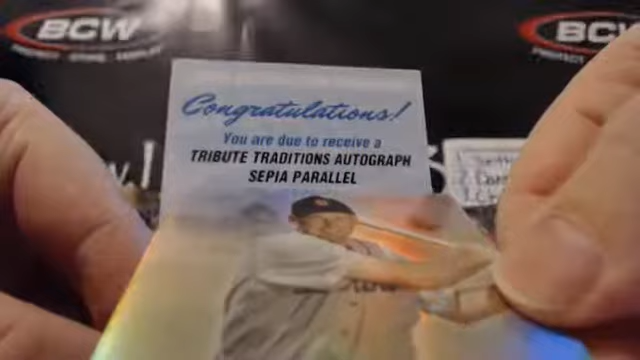 BCW
BCW
Congratulations!
You are due to receive a
TRIBUTE TRADITIONS AUTOGRAPH
SEPIA PARALLEL